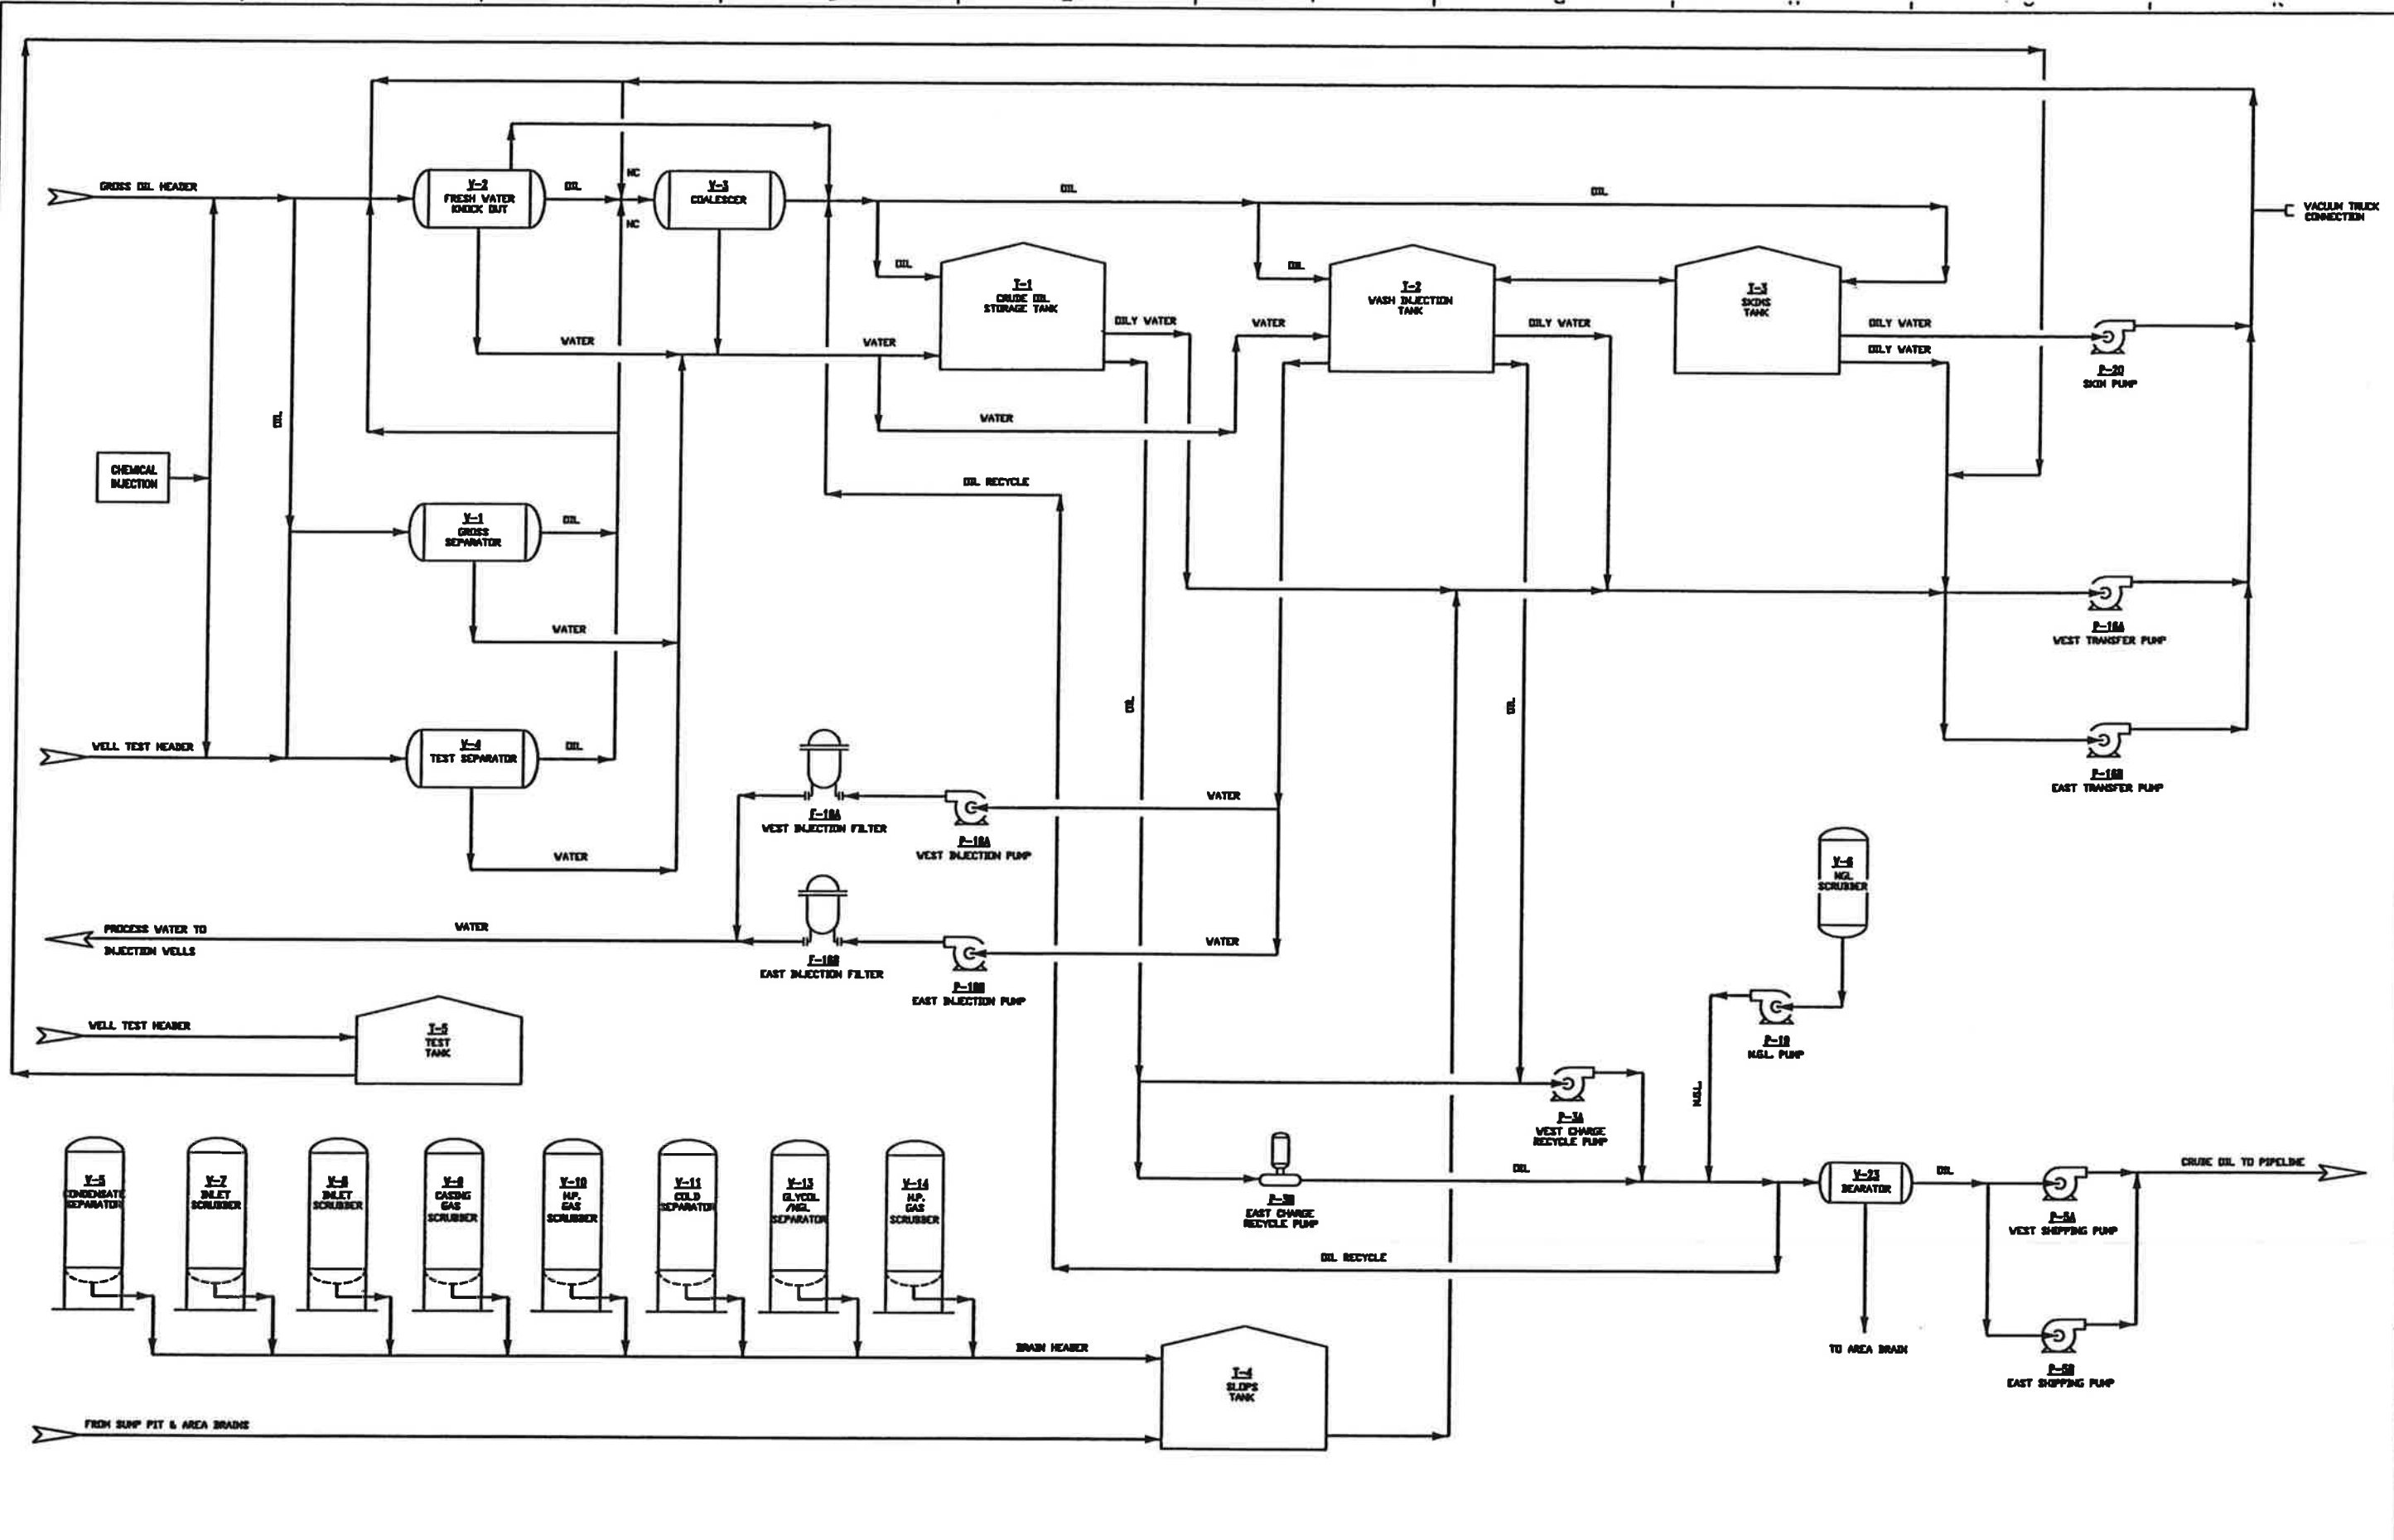 GROSS OIL HEADER
V-2
FRESH WATER
KNOCK OUT
OIL
NC
NC
V-3
COALESCER
OIL
OIL
VACUUM TRUCK
CONNECTION
OIL
T-1
CRUDE OIL
STORAGE TANK
OIL
T-2
WASH INJECTION
TANK
T-3
SKINS
TANK
WATER
WATER
OILY WATER
WATER
OILY WATER
OILY WATER
OILY WATER
P-20
SKIN PUMP
OIL
WATER
CHEMICAL
INJECTION
OIL RECYCLE
V-1
GROSS
SEPARATOR
OIL
WATER
P-16A
WEST TRANSFER PUMP
OIL
OIL
WELL TEST HEADER
V-4
TEST SEPARATOR
OIL
P-16B
EAST TRANSFER PUMP
WATER
F-18A
WEST INJECTION FILTER
P-18A
WEST INJECTION PUMP
WATER
V-6
NGL
SCRUBBER
PROCESS WATER TO
INJECTION WELLS
WATER
F-18B
EAST INJECTION FILTER
P-18B
EAST INJECTION PUMP
WATER
WELL TEST HEADER
T-5
TEST
TANK
P-19
N.G.L. PUMP
N.G.L.
P-3A
WEST CHARGE
RECYCLE PUMP
V-5
CONDENSATE
SEPARATOR
V-7
INLET
SCRUBBER
V-8
INLET
SCRUBBER
V-9
CASING
GAS
SCRUBBER
V-10
H.P.
GAS
SCRUBBER
V-11
COLD
SEPARATOR
V-13
GLYCOL
/NGL
SEPARATOR
V-14
H.P.
GAS
SCRUBBER
P-3B
EAST CHARGE
RECYCLE PUMP
OIL
V-23
DEARATOR
OIL
CRUDE OIL TO PIPELINE
P-5A
WEST SHIPPING PUMP
OIL RECYCLE
DRAIN HEADER
TO AREA DRAIN
P-5B
EAST SHIPPING PUMP
T-4
SLOPS
TANK
FROM SUMP PIT & AREA DRAINS